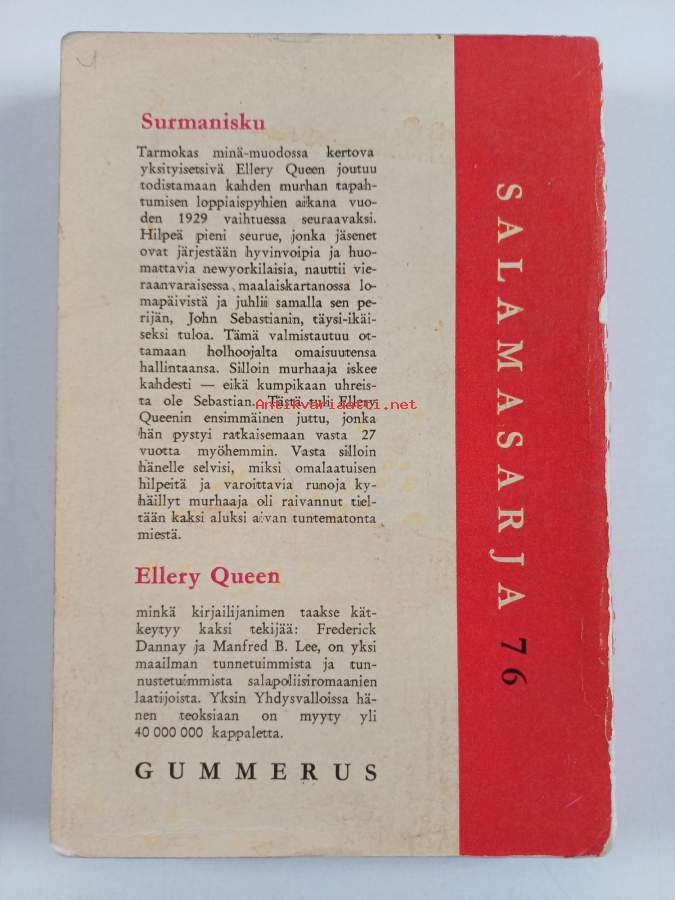 Surmanisku
Tarmokas minä-muodossa kertova
yksityisetsivä Ellery Queen joutuu
todistamaan kahden murhan tapah-
tumisen loppiaispyhien aikana vuo-
den 1929 vaihtuessa seuraavaksi.
Hilpeä pieni seurue, jonka jäsenet
ovat järjestään hyvinvoipia ja huo-
mattavia newyorkilaisia, nauttii vie-
raanvaraisessa maalaiskartanossa lo-
mapäivistä ja juhlii samalla sen pe-
rijän, John Sebastianin, täysi-ikäi-
seksi tuloa. Tämä valmistautuu ot-
tamaan holhoojalta omaisuutensa
hallintaansa. Silloin murhaaja iskee
kahdesti — eikä kumpikaan uhreis-
ta ole Sebastian. Tästä tuli Ellery
Antikvariaatti.net
Queenin ensimmäinen juttu, jonka
hän pystyi ratkaisemaan vasta 27
vuotta myöhemmin. Vasta silloin
hänelle selvisi, miksi omalaatuisen
hilpeitä ja varoittavia runoja ky-
häillyt murhaaja oli raivannut tiel-
tään kaksi aluksi aivan tuntematonta
miestä.
Ellery Queen
minkä kirjailijanimen taakse kät-
keytyy kaksi tekijää: Frederick
Dannay ja Manfred B. Lee, on yksi
maailman tunnetuimmista ja tun-
nustetuimmista salapoliisiromaanien
laatijoista. Yksin Yhdysvalloissa hä-
nen teoksiaan on myyty yli
40 000 000 kappaletta.
GUMMERUS
SALAMASARJA 76